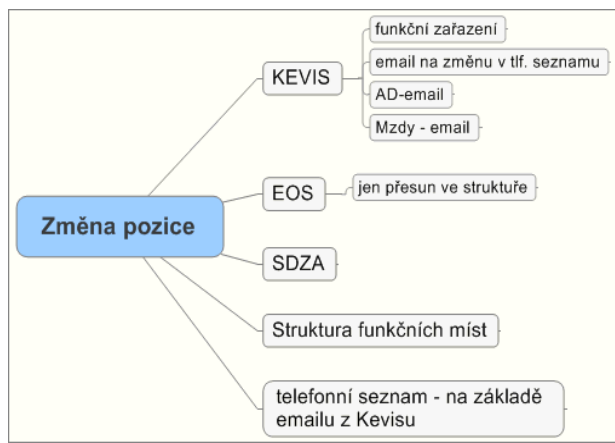 Změna pozice
KEVIS
funkční zařazení
email na změnu v tlf. seznamu
AD-email
Mzdy - email
EOS
jen přesun ve struktuře
SDZA
Struktura funkčních míst
telefonní seznam - na základě
emailu z Kevisu